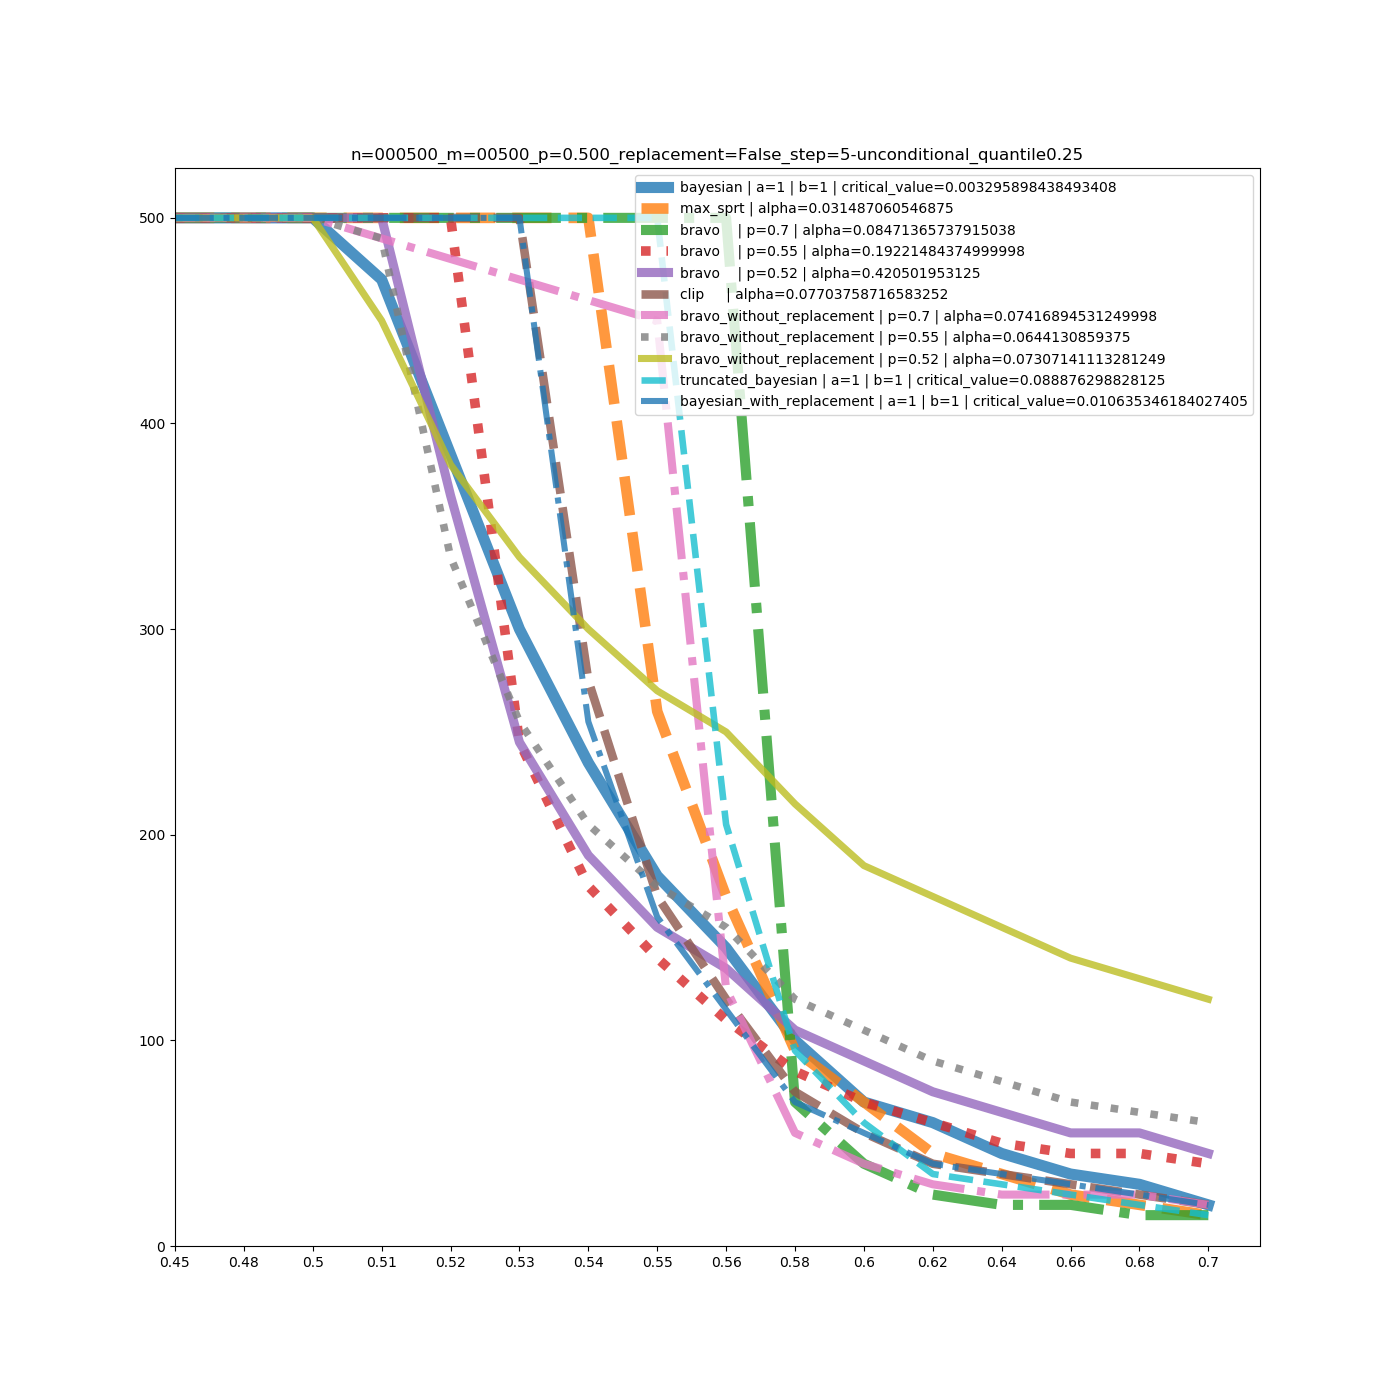 n=000500_m=00500_p=0.500_replacement=False_step=5-unconditional_quantile0.25
bayesian | a=1 | b=1 | critical_value=0.003295898438493408
max_sprt | alpha=0.031487060546875
bravo    | p=0.7 | alpha=0.08471365737915038
bravo    | p=0.55 | alpha=0.19221484374999998
bravo    | p=0.52 | alpha=0.420501953125
clip     | alpha=0.07703758716583252
bravo_without_replacement | p=0.7 | alpha=0.07416894531249998
bravo_without_replacement | p=0.55 | alpha=0.0644130859375
bravo_without_replacement | p=0.52 | alpha=0.07307141113281249
truncated_bayesian | a=1 | b=1 | critical_value=0.088876298828125
bayesian_with_replacement | a=1 | b=1 | critical_value=0.010635346184027405
500
400
300
200
100
0
0.45 0.48 0.5 0.51 0.52 0.53 0.54 0.55 0.56 0.58 0.6 0.62 0.64 0.66 0.68 0.7